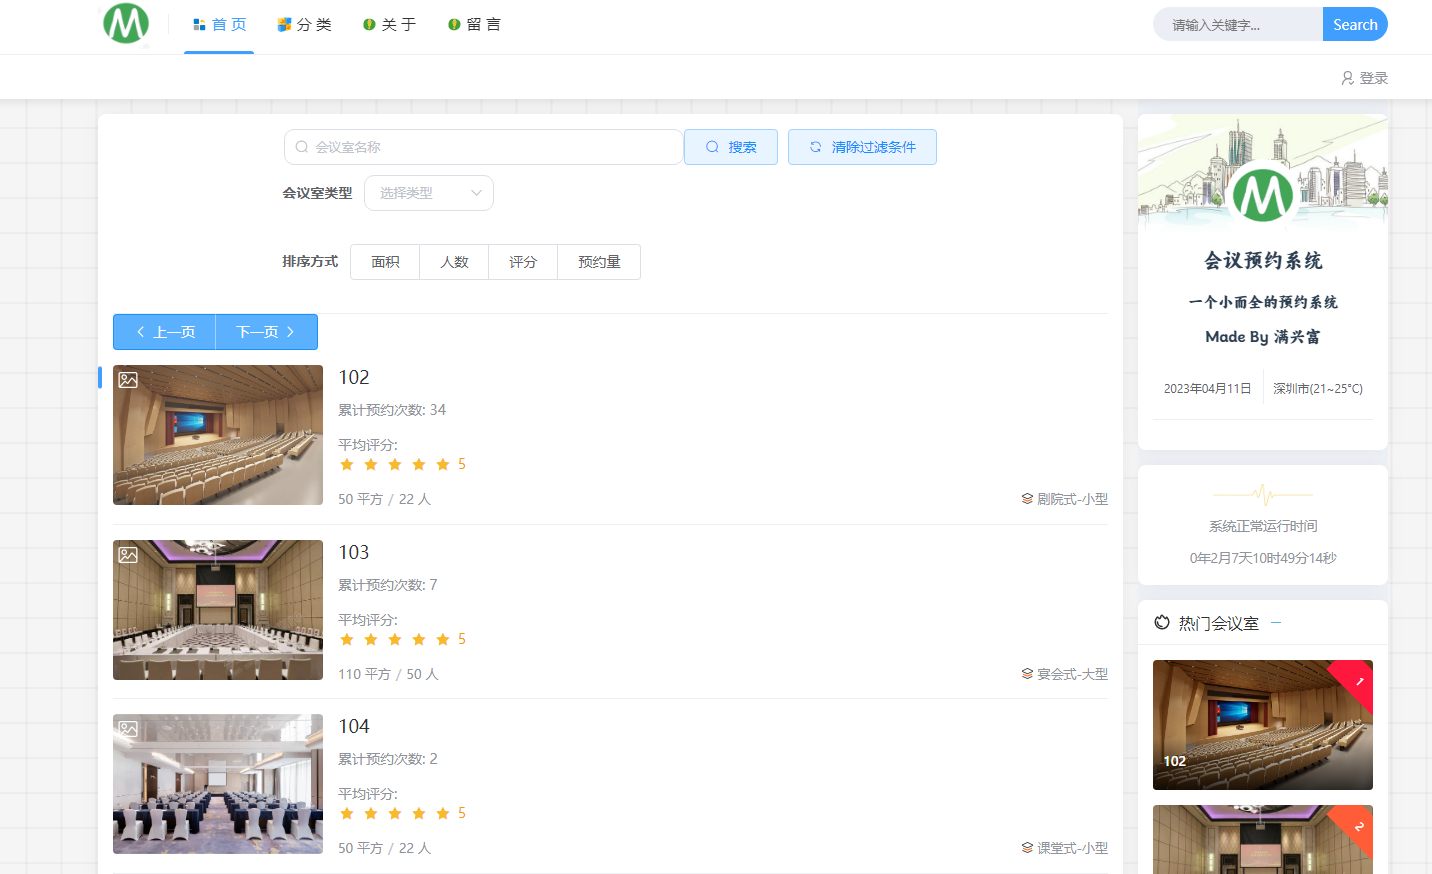 首 页
分 类
关 于
留 言
请输入关键字...
Search
登录
会议室名称
搜索
清除过滤条件
会议室类型
选择类型
排序方式
面积
人数
评分
预约量
上一页
下一页
102
累计预约次数: 34
平均评分:
5
50 平方 / 22 人
剧院式-小型
103
累计预约次数: 7
平均评分:
5
110 平方 / 50 人
宴会式-大型
104
累计预约次数: 2
平均评分:
5
50 平方 / 22 人
课堂式-小型
会议预约系统
一个小而全的预约系统
Made By 满兴富
2023年04月11日
深圳市(21~25°C)
系统正常运行时间
0年2月7天10时49分14秒
热门会议室
1
102
2